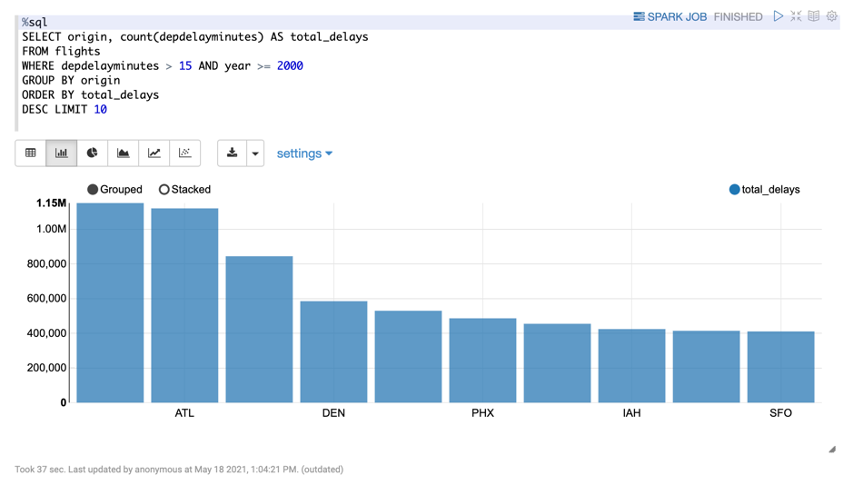 %sql
SPARK JOB FINISHED
SELECT origin, count(depdelayminutes) AS total_delays
FROM flights
WHERE depdelayminutes > 15 AND year >= 2000
GROUP BY origin
ORDER BY total_delays
DESC LIMIT 10
settings
Grouped Stacked total_delays
1.15M
1.00M
800,000
600,000
400,000
200,000
0
ATL DEN PHX IAH SFO
Took 37 sec. Last updated by anonymous at May 18 2021, 1:04:21 PM. (outdated)